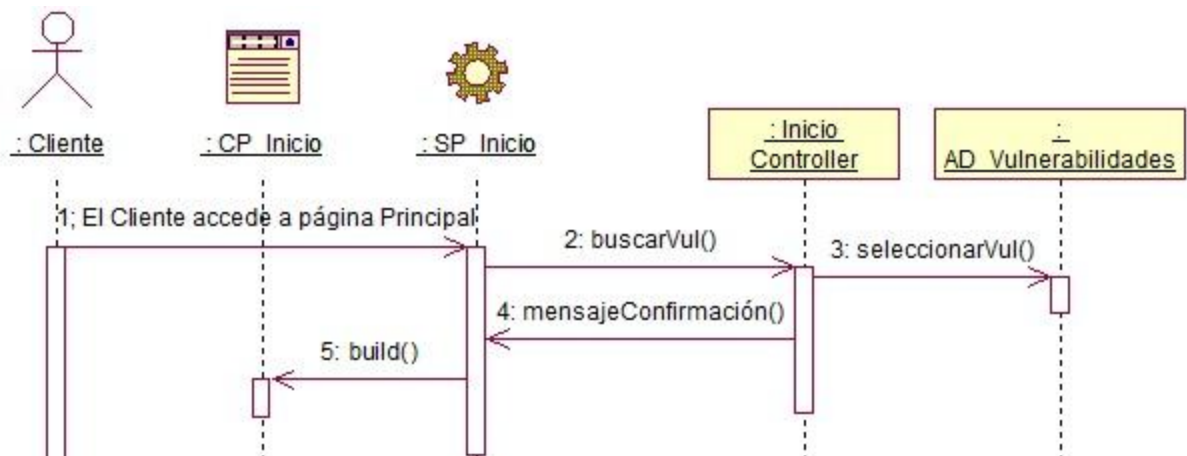 : Cliente
: CP_Inicio
: SP_Inicio
: Inicio
Controller
:
AD_Vulnerabilidades
1; El Cliente accede a página Principal
2: buscarVul()
3: seleccionarVul()
4: mensajeConfirmación()
5: build()